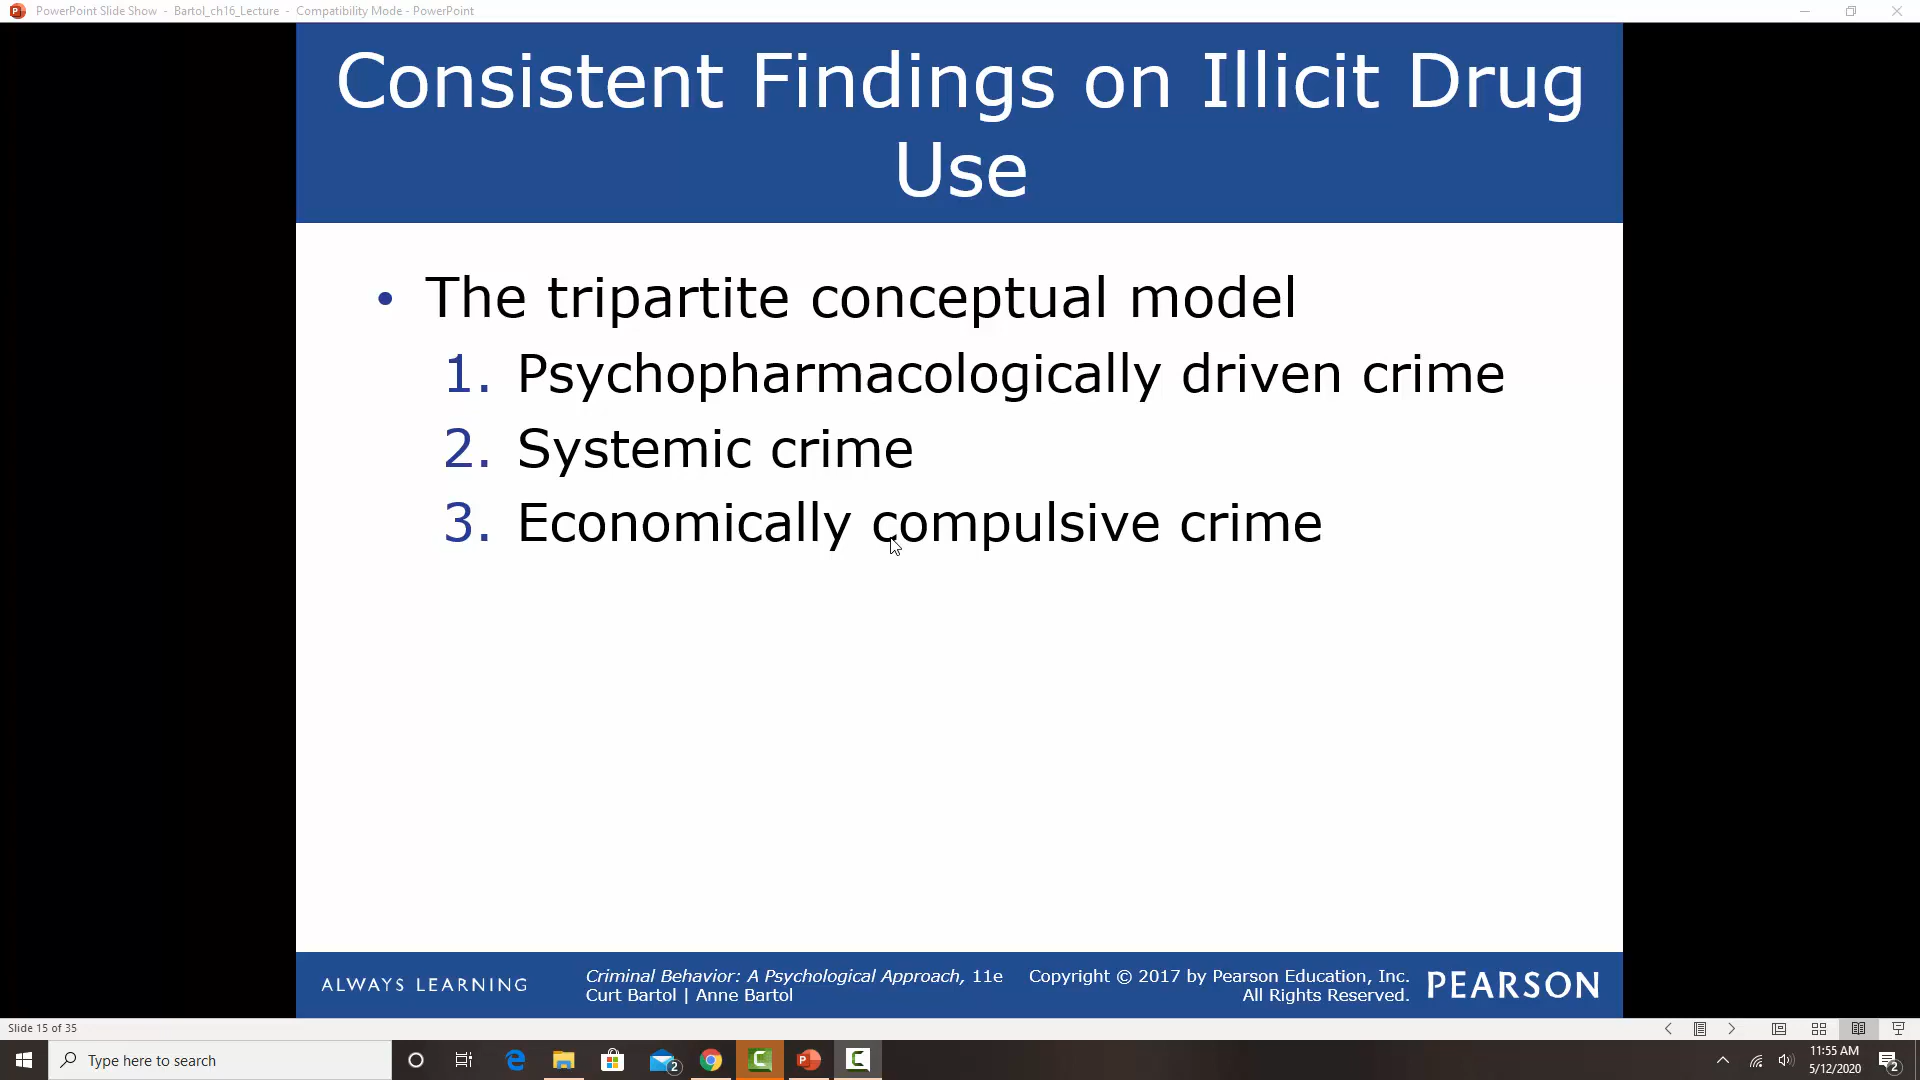 PowerPoint Slide Show - Bartol_ch16_Lecture - Compatibility Mode - PowerPoint
Consistent Findings on Illicit Drug
Use
• The tripartite conceptual model
1. Psychopharmacologically driven crime
2. Systemic crime
3. Economically compulsive crime
ALWAYS LEARNING
Criminal Behavior: A Psychological Approach, 11e
Curt Bartol | Anne Bartol
Copyright © 2017 by Pearson Education, Inc.
All Rights Reserved.
PEARSON
Slide 15 of 35
Type here to search
2
11:55 AM
5/12/2020
2